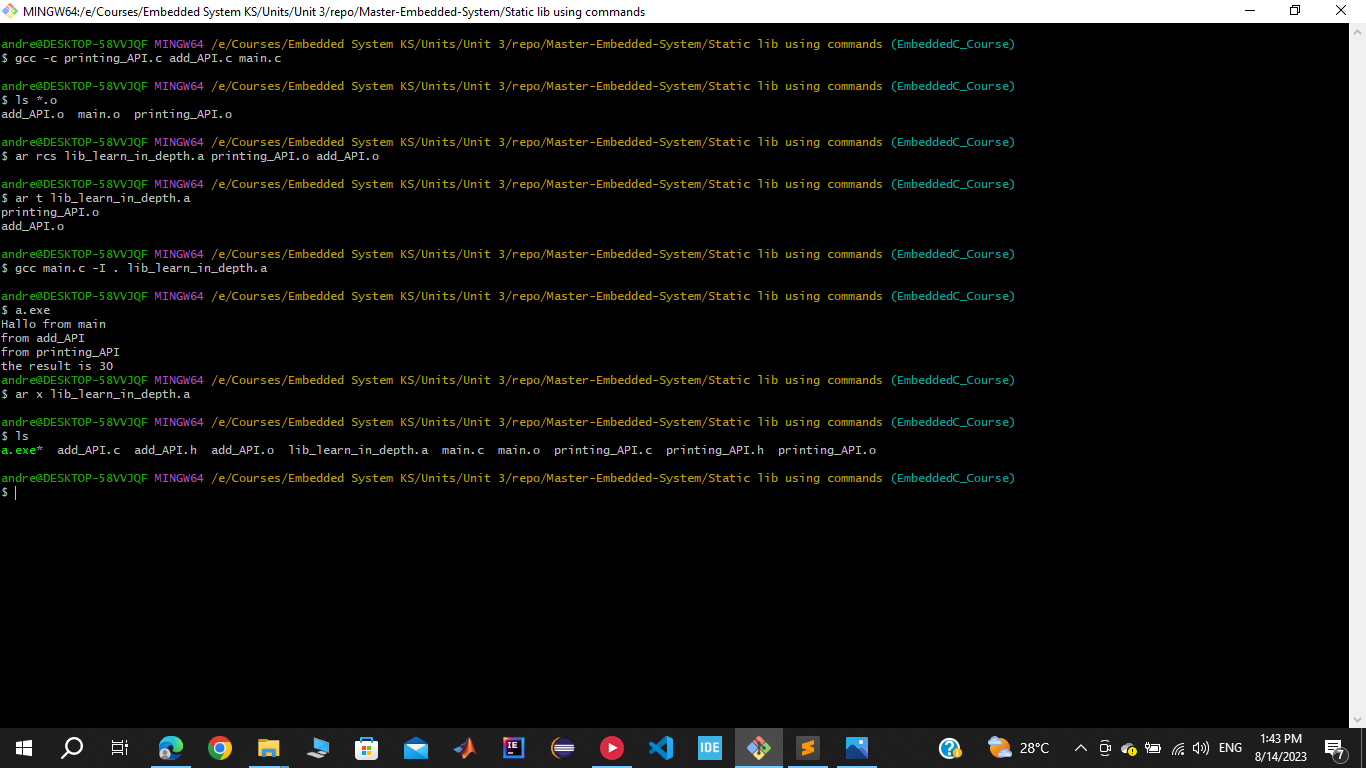 MINGW64:/e/Courses/Embedded System KS/Units/Unit 3/repo/Master-Embedded-System/Static lib using commands
andre@DESKTOP-58VVJQF MINGW64 /e/Courses/Embedded System KS/Units/Unit 3/repo/Master-Embedded-System/Static lib using commands (EmbeddedC_Course)
$ gcc -c printing_API.c add_API.c main.c
andre@DESKTOP-58VVJQF MINGW64 /e/Courses/Embedded System KS/Units/Unit 3/repo/Master-Embedded-System/Static lib using commands (EmbeddedC_Course)
$ ls *.o
add_API.o  main.o  printing_API.o
andre@DESKTOP-58VVJQF MINGW64 /e/Courses/Embedded System KS/Units/Unit 3/repo/Master-Embedded-System/Static lib using commands (EmbeddedC_Course)
$ ar rcs lib_learn_in_depth.a printing_API.o add_API.o
andre@DESKTOP-58VVJQF MINGW64 /e/Courses/Embedded System KS/Units/Unit 3/repo/Master-Embedded-System/Static lib using commands (EmbeddedC_Course)
$ ar t lib_learn_in_depth.a
printing_API.o
add_API.o
andre@DESKTOP-58VVJQF MINGW64 /e/Courses/Embedded System KS/Units/Unit 3/repo/Master-Embedded-System/Static lib using commands (EmbeddedC_Course)
$ gcc main.c -I . lib_learn_in_depth.a
andre@DESKTOP-58VVJQF MINGW64 /e/Courses/Embedded System KS/Units/Unit 3/repo/Master-Embedded-System/Static lib using commands (EmbeddedC_Course)
$ a.exe
Hallo from main
from add_API
from printing_API
the result is 30
andre@DESKTOP-58VVJQF MINGW64 /e/Courses/Embedded System KS/Units/Unit 3/repo/Master-Embedded-System/Static lib using commands (EmbeddedC_Course)
$ ar x lib_learn_in_depth.a
andre@DESKTOP-58VVJQF MINGW64 /e/Courses/Embedded System KS/Units/Unit 3/repo/Master-Embedded-System/Static lib using commands (EmbeddedC_Course)
$ ls
a.exe*  add_API.c  add_API.h  add_API.o  lib_learn_in_depth.a  main.c  main.o  printing_API.c  printing_API.h  printing_API.o
andre@DESKTOP-58VVJQF MINGW64 /e/Courses/Embedded System KS/Units/Unit 3/repo/Master-Embedded-System/Static lib using commands (EmbeddedC_Course)
$
IE
IDE
28°C
ENG
1:43 PM
8/14/2023
7